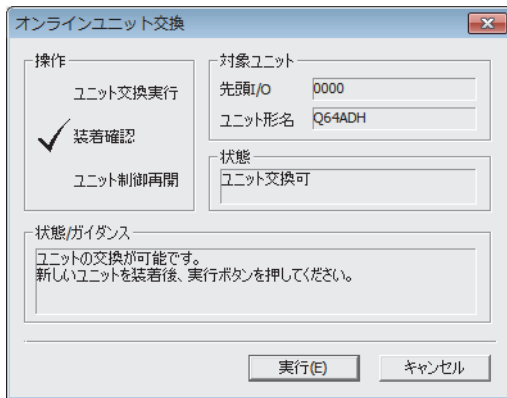 オンラインユニット交換
操作
ユニット交換実行
装着確認
ユニット制御再開
対象ユニット
先頭I/O 0000
ユニット形名 Q64ADH
状態
ユニット交換可
状態/ガイダンス
ユニットの交換が可能です。
新しいユニットを装着後、実行ボタンを押してください。
実行(E) キャンセル